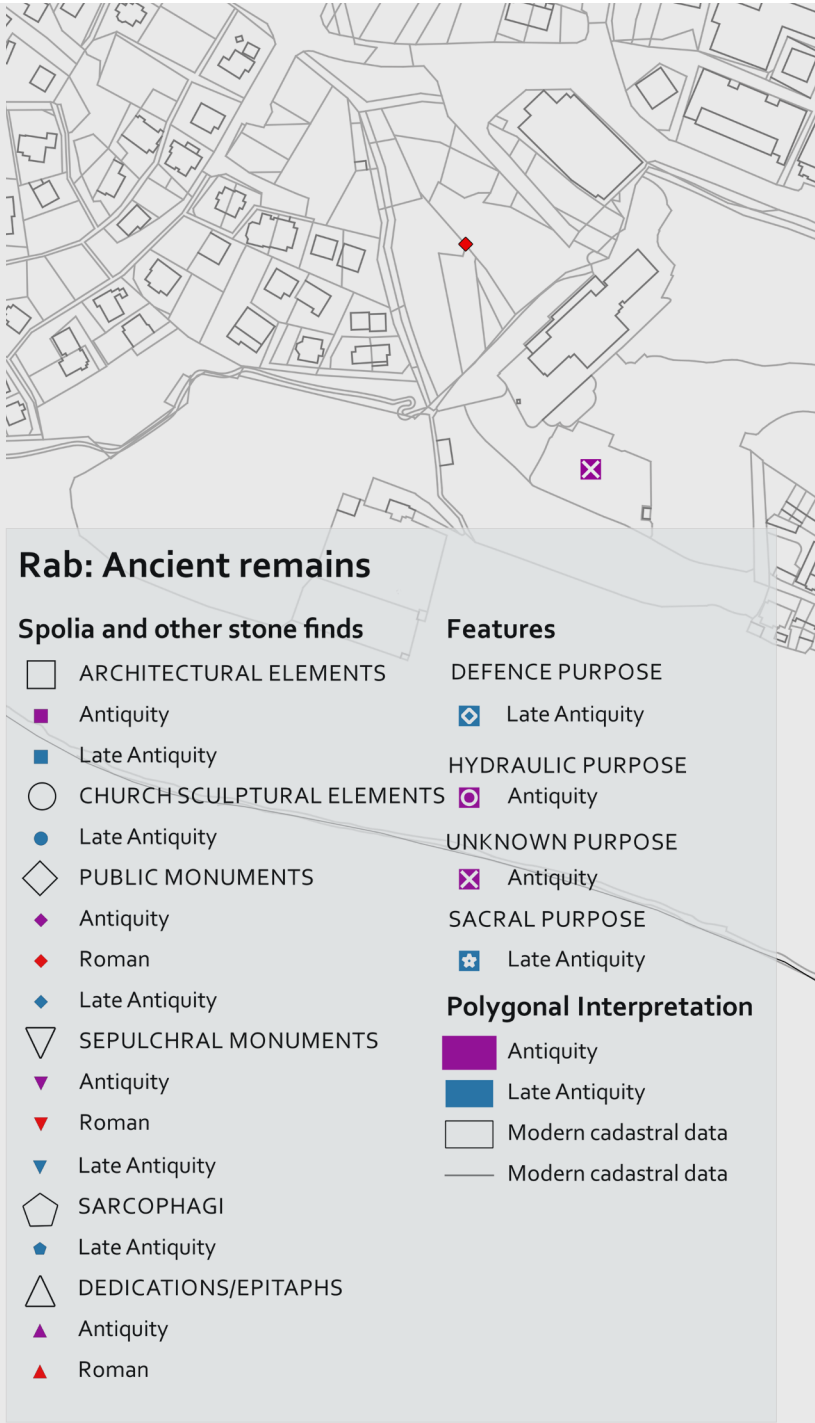 Rab: Ancient remains
Spolia and other stone finds
ARCHITECTURAL ELEMENTS
Antiquity
Late Antiquity
CHURCH SCULPTURAL ELEMENTS
Late Antiquity
PUBLIC MONUMENTS
Antiquity
Roman
Late Antiquity
SEPULCHRAL MONUMENTS
Antiquity
Roman
Late Antiquity
SARCOPHAGI
Late Antiquity
DEDICATIONS/EPITAPHS
Antiquity
Roman
Features
DEFENCE PURPOSE
Late Antiquity
HYDRAULIC PURPOSE
Antiquity
UNKNOWN PURPOSE
Antiquity
SACRAL PURPOSE
Late Antiquity
Polygonal Interpretation
Antiquity
Late Antiquity
Modern cadastral data
Modern cadastral data